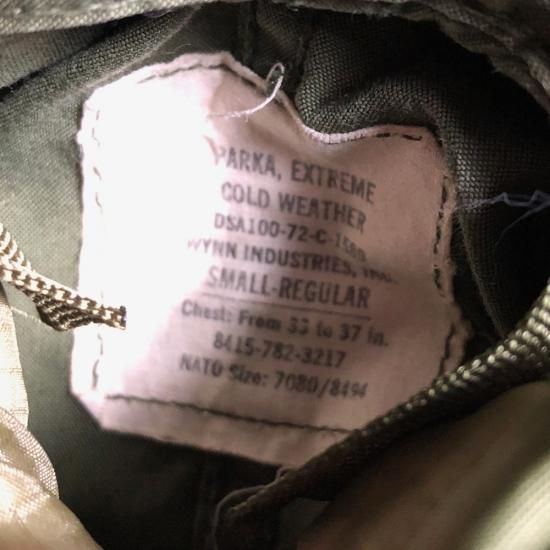 PARKA, EXTREME
COLD WEATHER
DSA100-72-C-
WYNN INDUSTRIES, INC.
SMALL-REGULAR
Chest: From 33 to 37 in.
8415-782-3217
NATO Size: 7080/8494